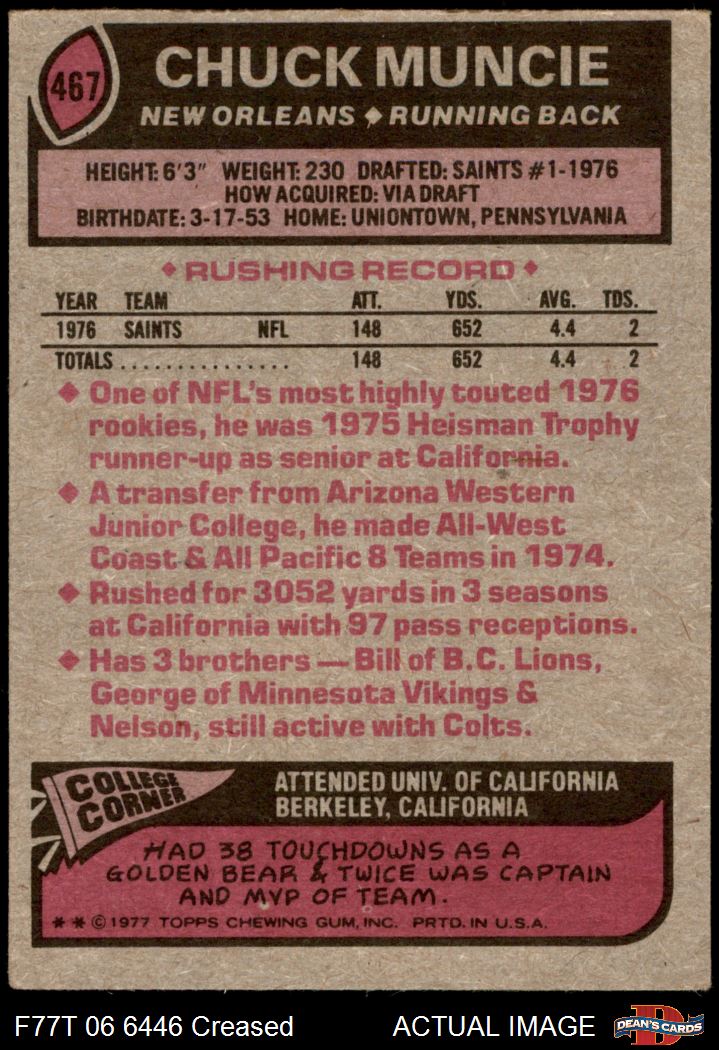 467
CHUCK MUNCIE
NEW ORLEANS ♦ RUNNING BACK
HEIGHT: 6'3" WEIGHT: 230 DRAFTED: SAINTS #1-1976
HOW ACQUIRED: VIA DRAFT
BIRTHDATE: 3-17-53 HOME: UNIONTOWN, PENNSYLVANIA
♦ RUSHING RECORD ♦
YEAR TEAM ATT. YDS. AVG. TDS.
1976 SAINTS NFL 148 652 4.4 2
TOTALS................ 148 652 4.4 2
♦ One of NFL's most highly touted 1976
rookies, he was 1975 Heisman Trophy
runner-up as senior at California.
♦ A transfer from Arizona Western
Junior College, he made All-West
Coast & All Pacific 8 Teams in 1974.
♦ Rushed for 3052 yards in 3 seasons
at California with 97 pass receptions.
♦ Has 3 brothers — Bill of B.C. Lions,
George of Minnesota Vikings &
Nelson, still active with Colts.
COLLEGE
CORNER
ATTENDED UNIV. OF CALIFORNIA
BERKELEY, CALIFORNIA
HAD 38 TOUCHDOWNS AS A
GOLDEN BEAR & TWICE WAS CAPTAIN
AND MVP OF TEAM.
* * © 1977 TOPPS CHEWING GUM, INC. PRTD. IN U.S.A.
F77T 06 6446 Creased ACTUAL IMAGE
D
DEAN'S CARDS